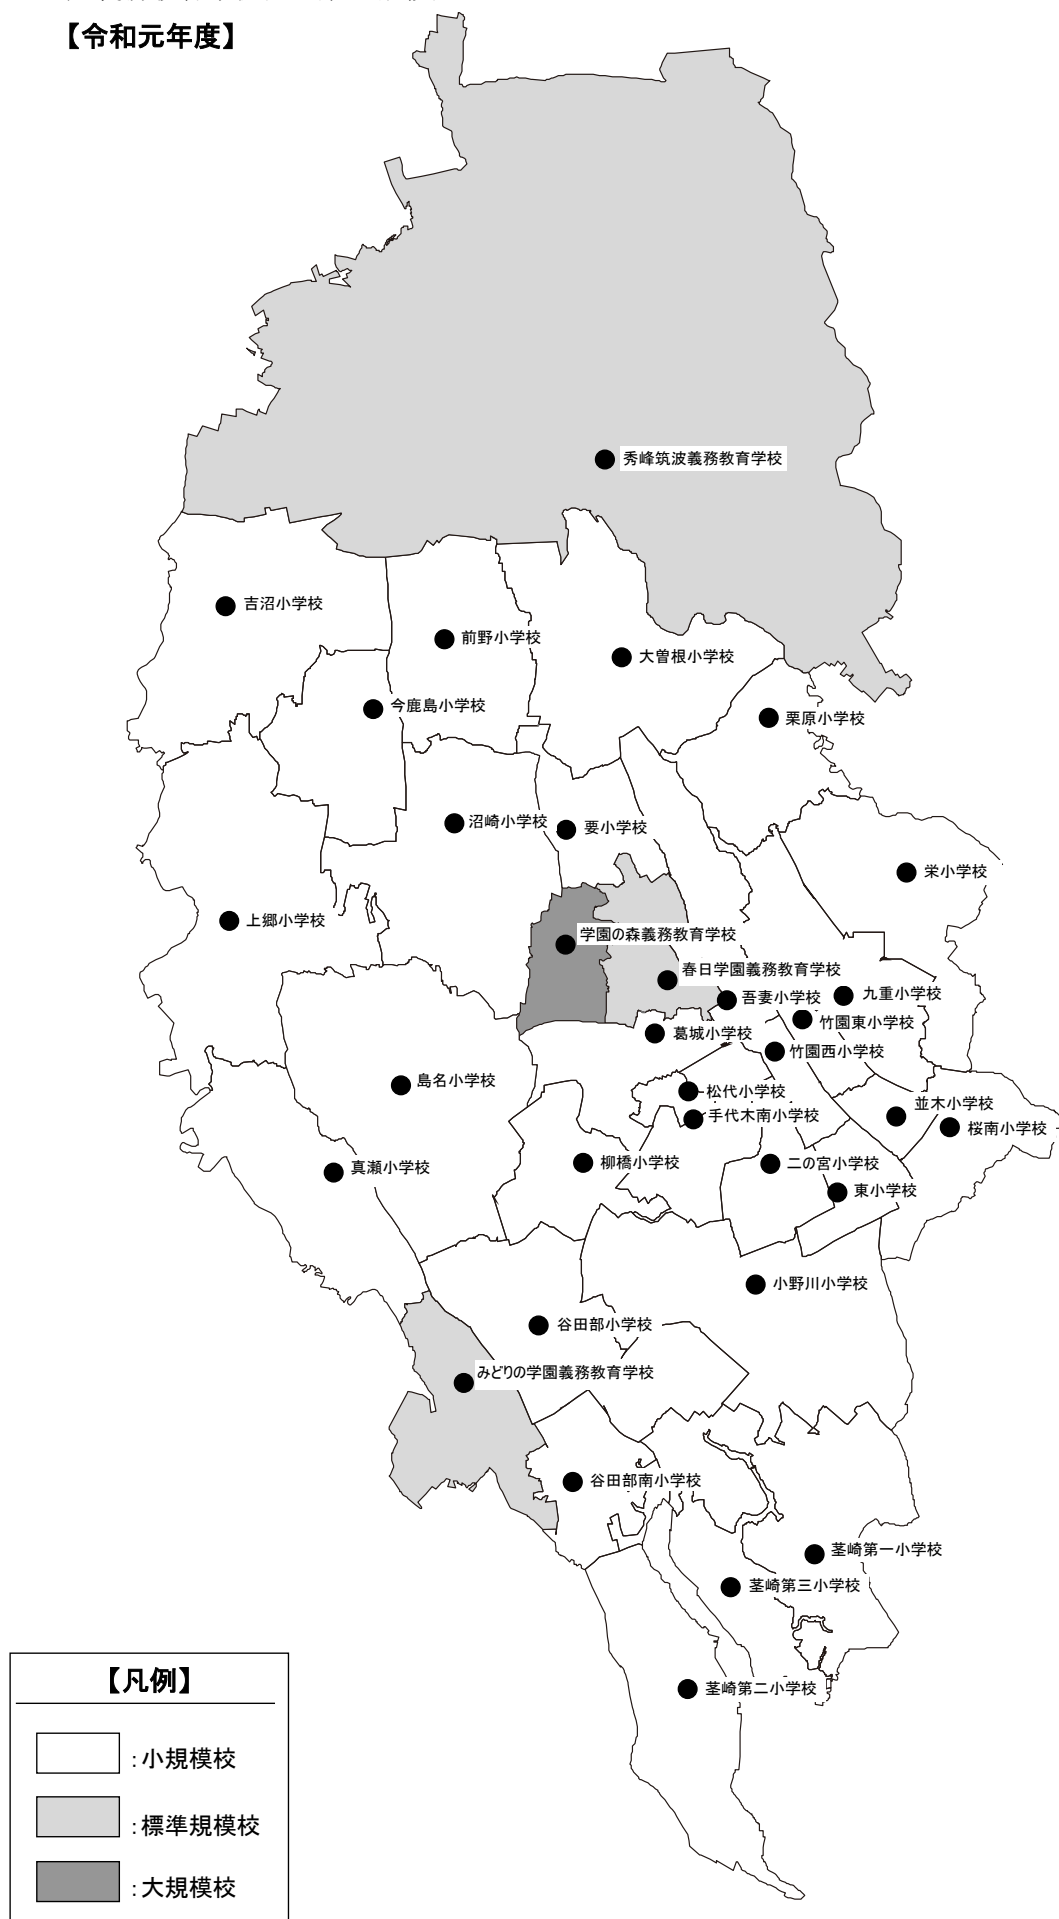 【令和元年度】
秀峰筑波義務教育学校
吉沼小学校
前野小学校
大曽根小学校
今鹿島小学校
栗原小学校
沼崎小学校
要小学校
栄小学校
上郷小学校
学園の森義務教育学校
春日学園義務教育学校
吾妻小学校
九重小学校
竹園東小学校
葛城小学校
竹園西小学校
島名小学校
松代小学校
並木小学校
手代木南小学校
桜南小学校
真瀬小学校
柳橋小学校
二の宮小学校
東小学校
小野川小学校
谷田部小学校
みどりの学園義務教育学校
谷田部南小学校
茎崎第一小学校
茎崎第三小学校
茎崎第二小学校
【凡例】
：小規模校
：標準規模校
：大規模校